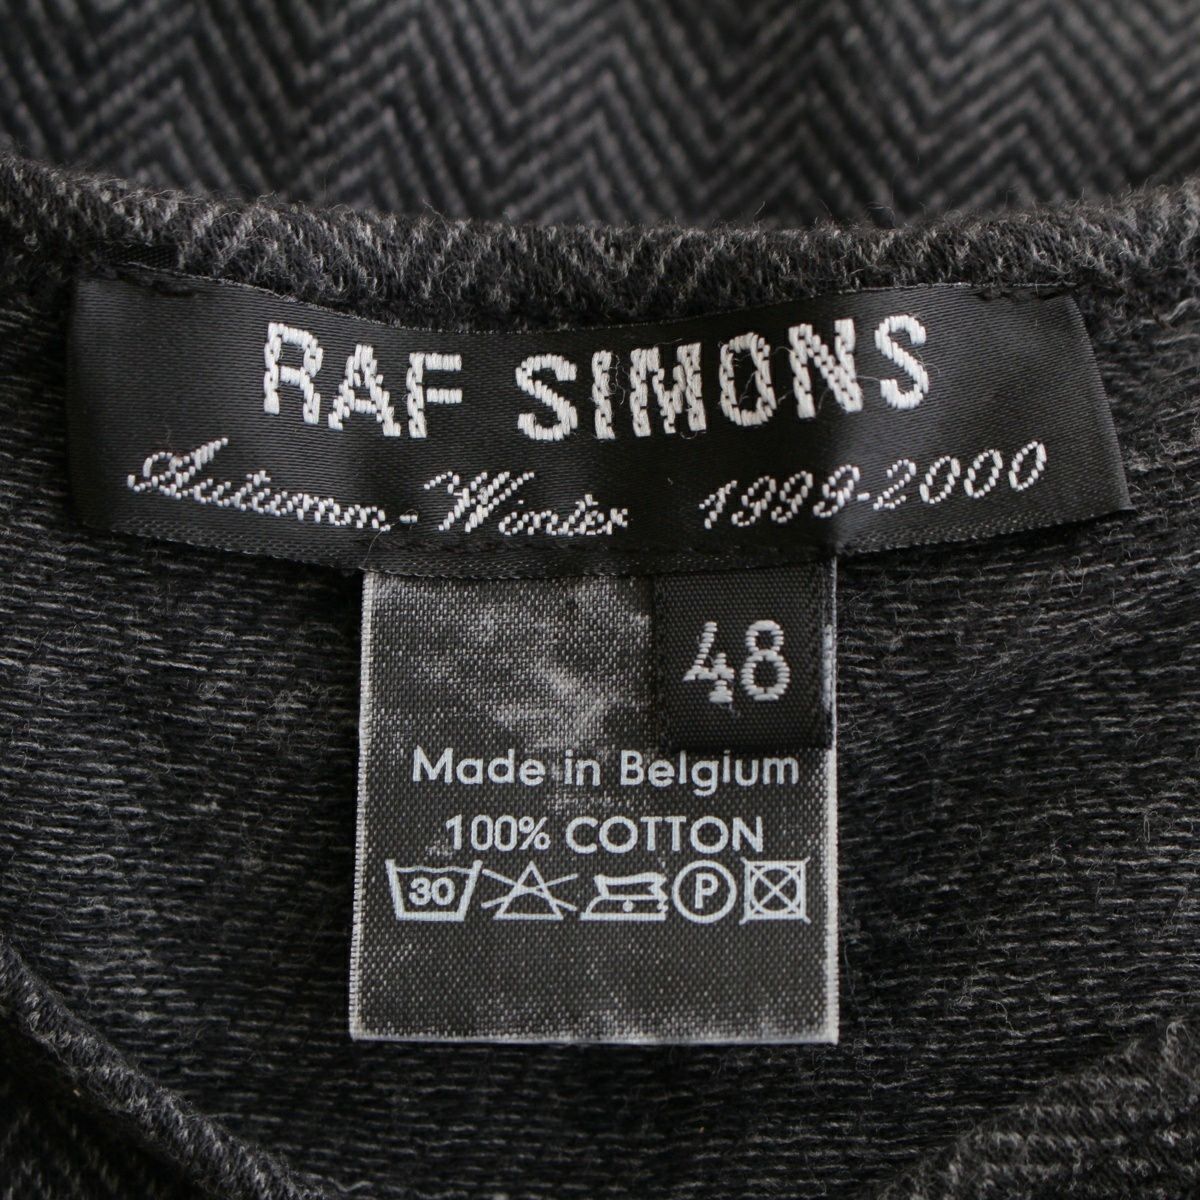 RAF SIMONS
Autumn-Winter 1999-2000
48
Made in Belgium
100% COTTON
30 P